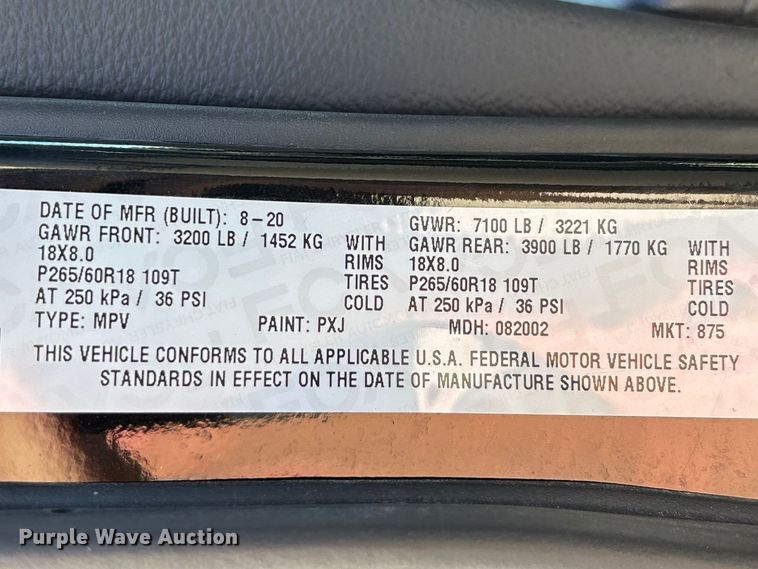 DATE OF MFR (BUILT): 8-20 GVWR: 7100 LB / 3221 KG
GAWR FRONT: 3200 LB / 1452 KG WITH GAWR REAR: 3900 LB / 1770 KG WITH
18X8.0 RIMS 18X8.0 RIMS
P265/60R18 109T TIRES P265/60R18 109T TIRES
AT 250 kPa / 36 PSI COLD AT 250 kPa / 36 PSI COLD
TYPE: MPV PAINT: PXJ MDH: 082002 MKT: 875
THIS VEHICLE CONFORMS TO ALL APPLICABLE U.S.A. FEDERAL MOTOR VEHICLE SAFETY
STANDARDS IN EFFECT ON THE DATE OF MANUFACTURE SHOWN ABOVE.
Purple Wave Auction